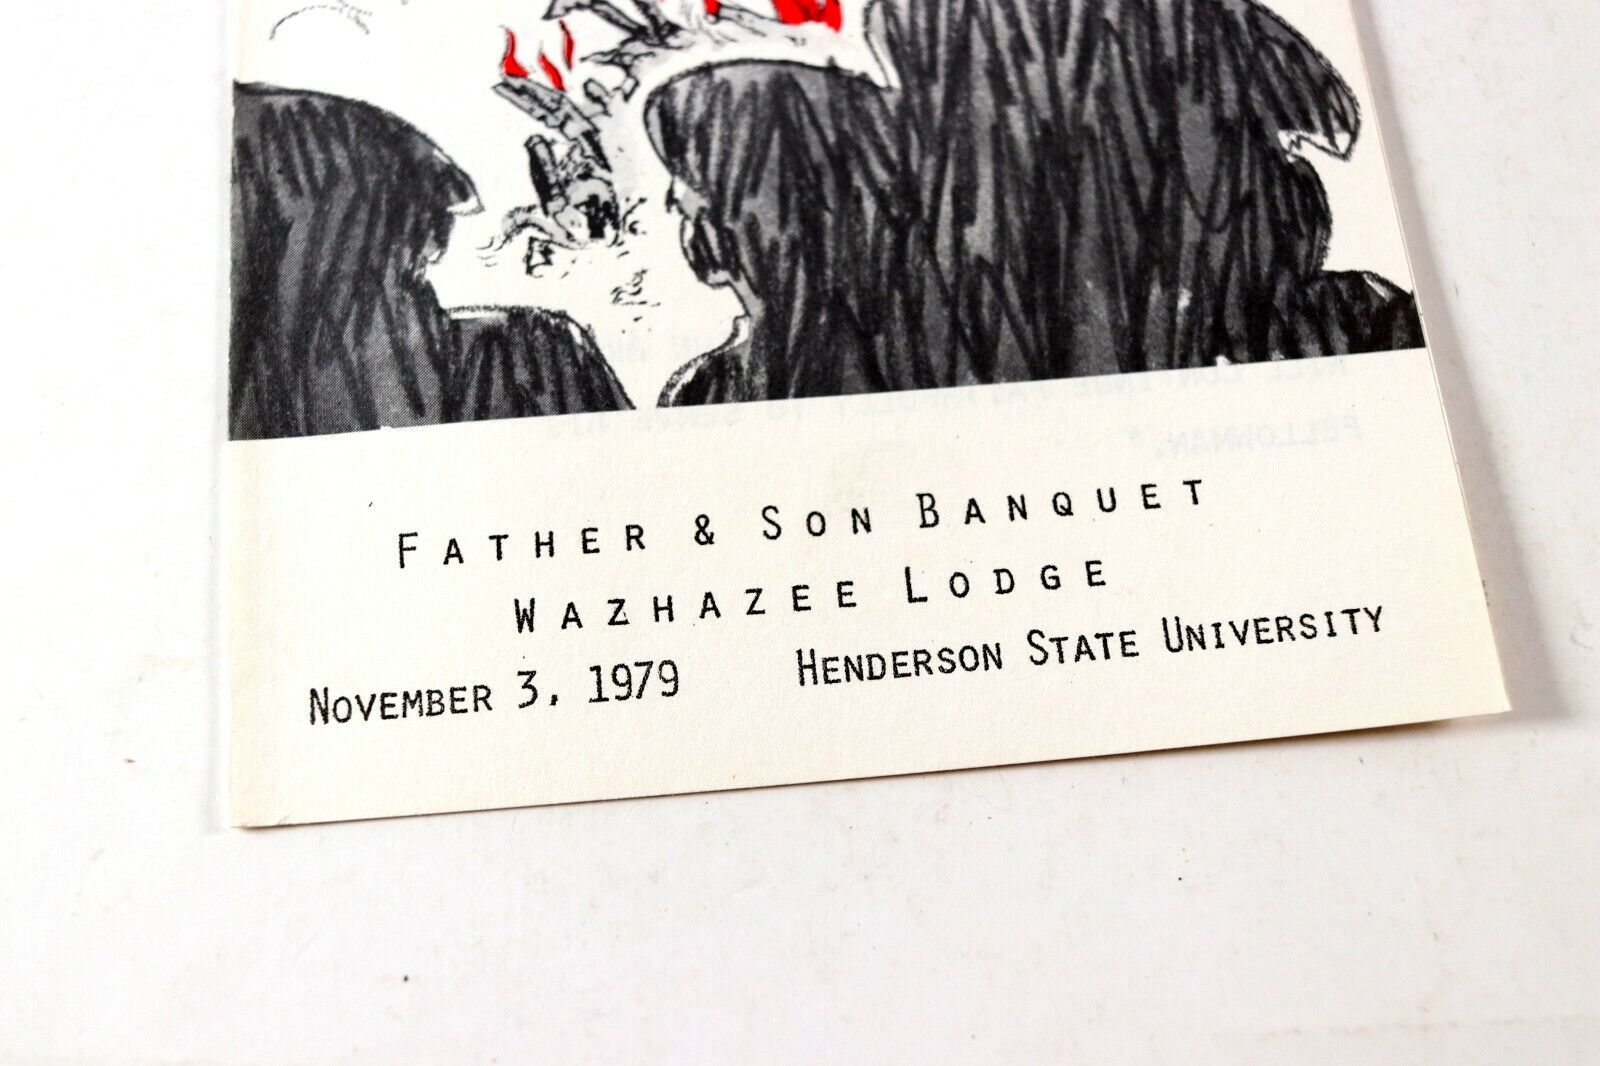 FATHER & SON BANQUET
WAZHAZEE LODGE
NOVEMBER 3, 1979 HENDERSON STATE UNIVERSITY